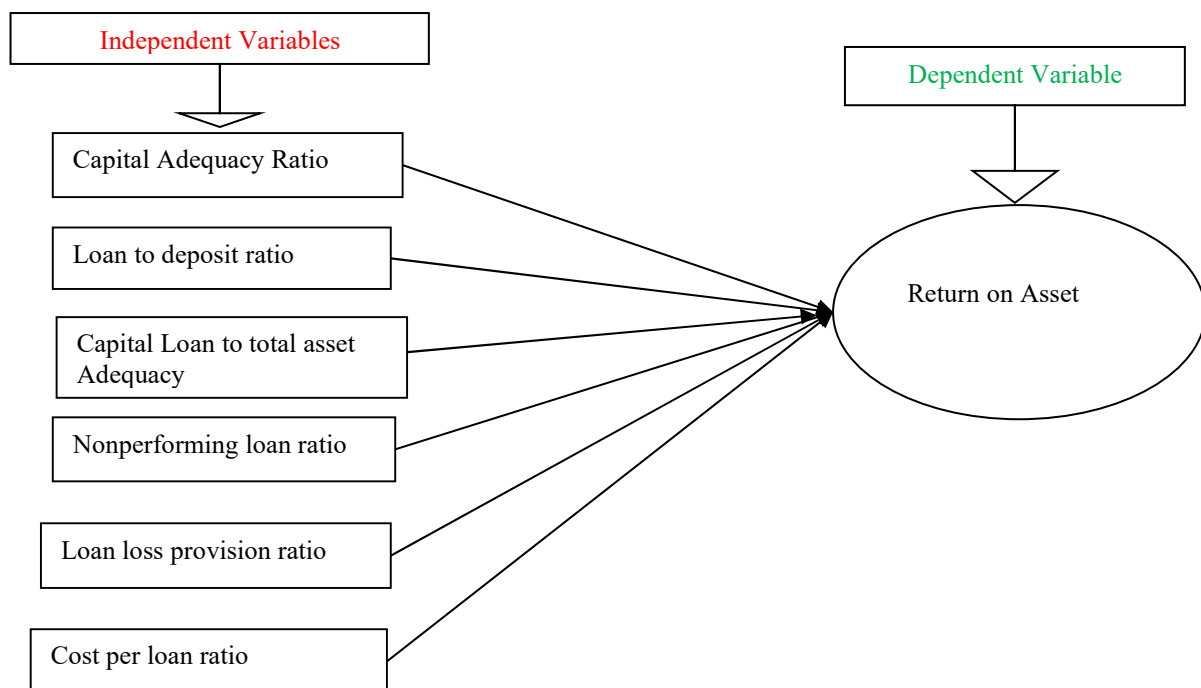 Independent Variables
Dependent Variable
Capital Adequacy Ratio
Loan to deposit ratio
Return on Asset
Capital Loan to total asset
Adequacy
Nonperforming loan ratio
Loan loss provision ratio
Cost per loan ratio